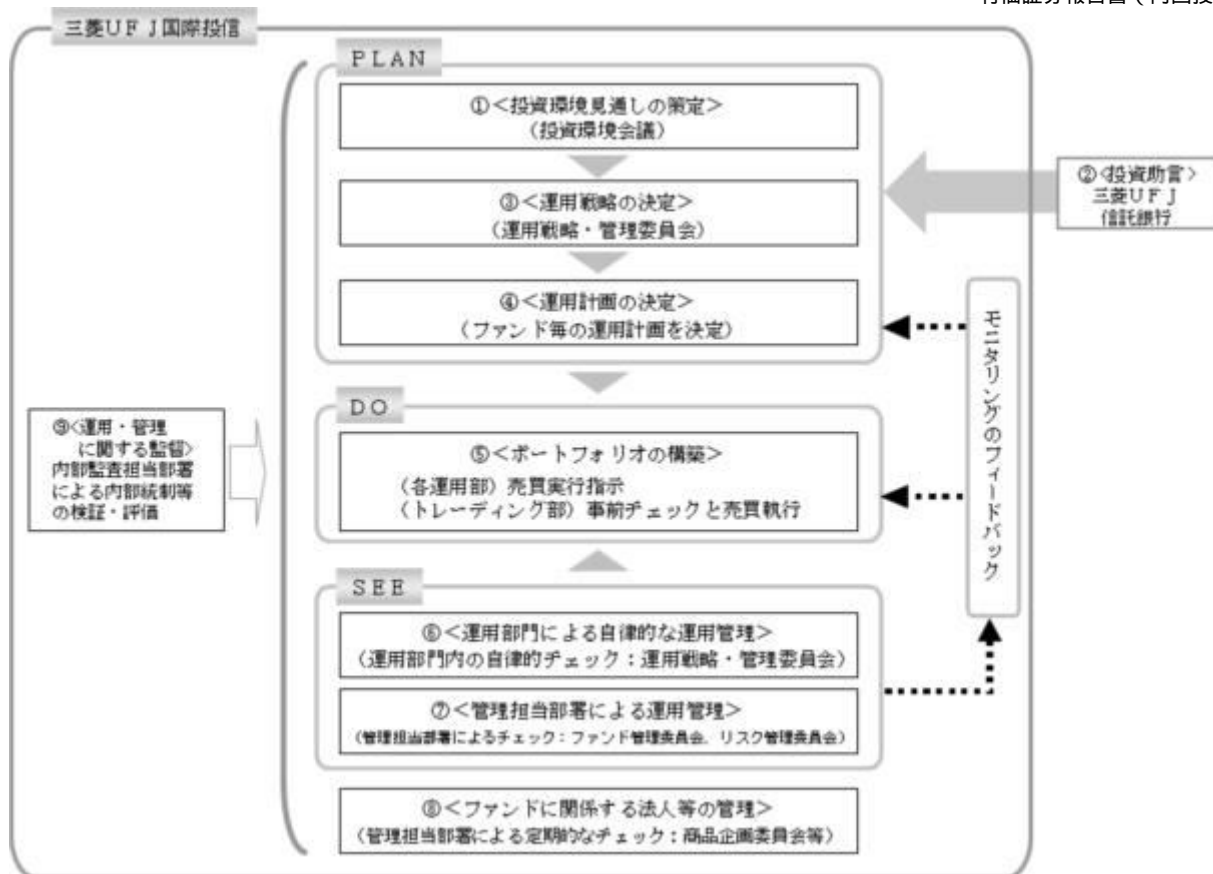 三菱UFJ国際投信
PLAN
①<投資環境見通しの策定>
(投資環境会議)
②<投資助言>
三菱UFJ
信託銀行
③<運用戦略の決定>
(運用戦略・管理委員会)
④<運用計画の決定>
(ファンド毎の運用計画を決定)
モニタリングのフィードバック
DO
⑤<ポートフォリオの構築>
(各運用部)売買実行指示
(トレーディング部)事前チェックと売買執行
⑨<運用・管理
に関する監督>
内部監査担当部署
による内部統制等
の検証・評価
SEE
⑥<運用部門による自律的な運用管理>
(運用部門内の自律的チェック:運用戦略・管理委員会)
⑦<管理担当部署による運用管理>
(管理担当部署によるチェック:ファンド管理委員会、リスク管理委員会)
⑧<ファンドに関係する法人等の管理>
(管理担当部署による定期的なチェック:商品企画委員会等)